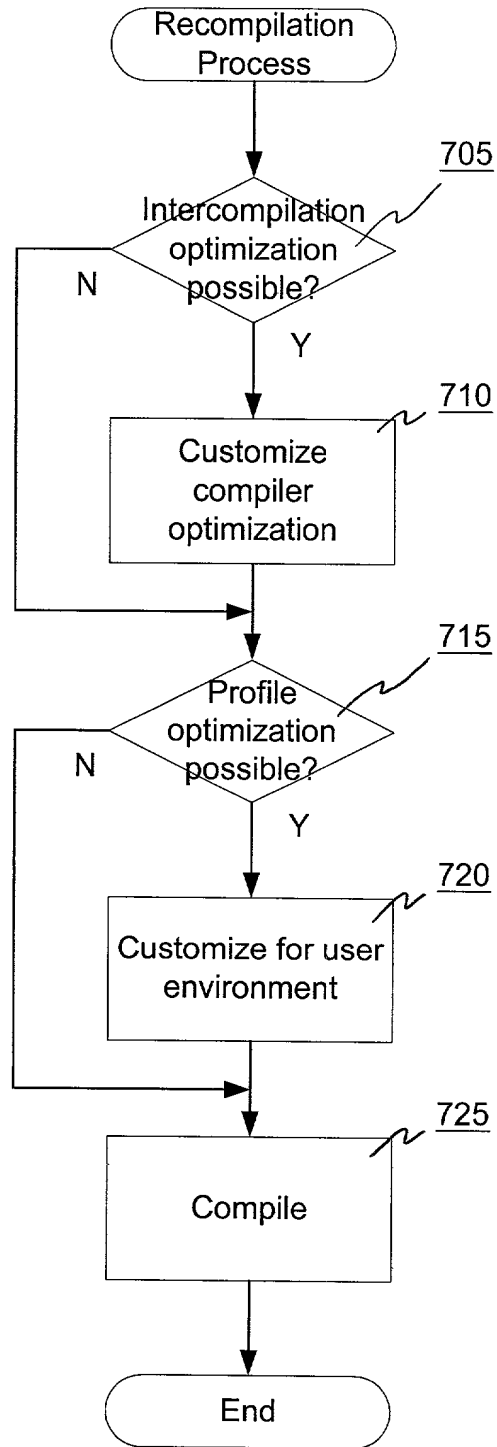 Recompilation
Process
705
Intercompilation
optimization
possible?
N
Y
710
Customize
compiler
optimization
715
Profile
optimization
possible?
N
Y
720
Customize for user
environment
725
Compile
End